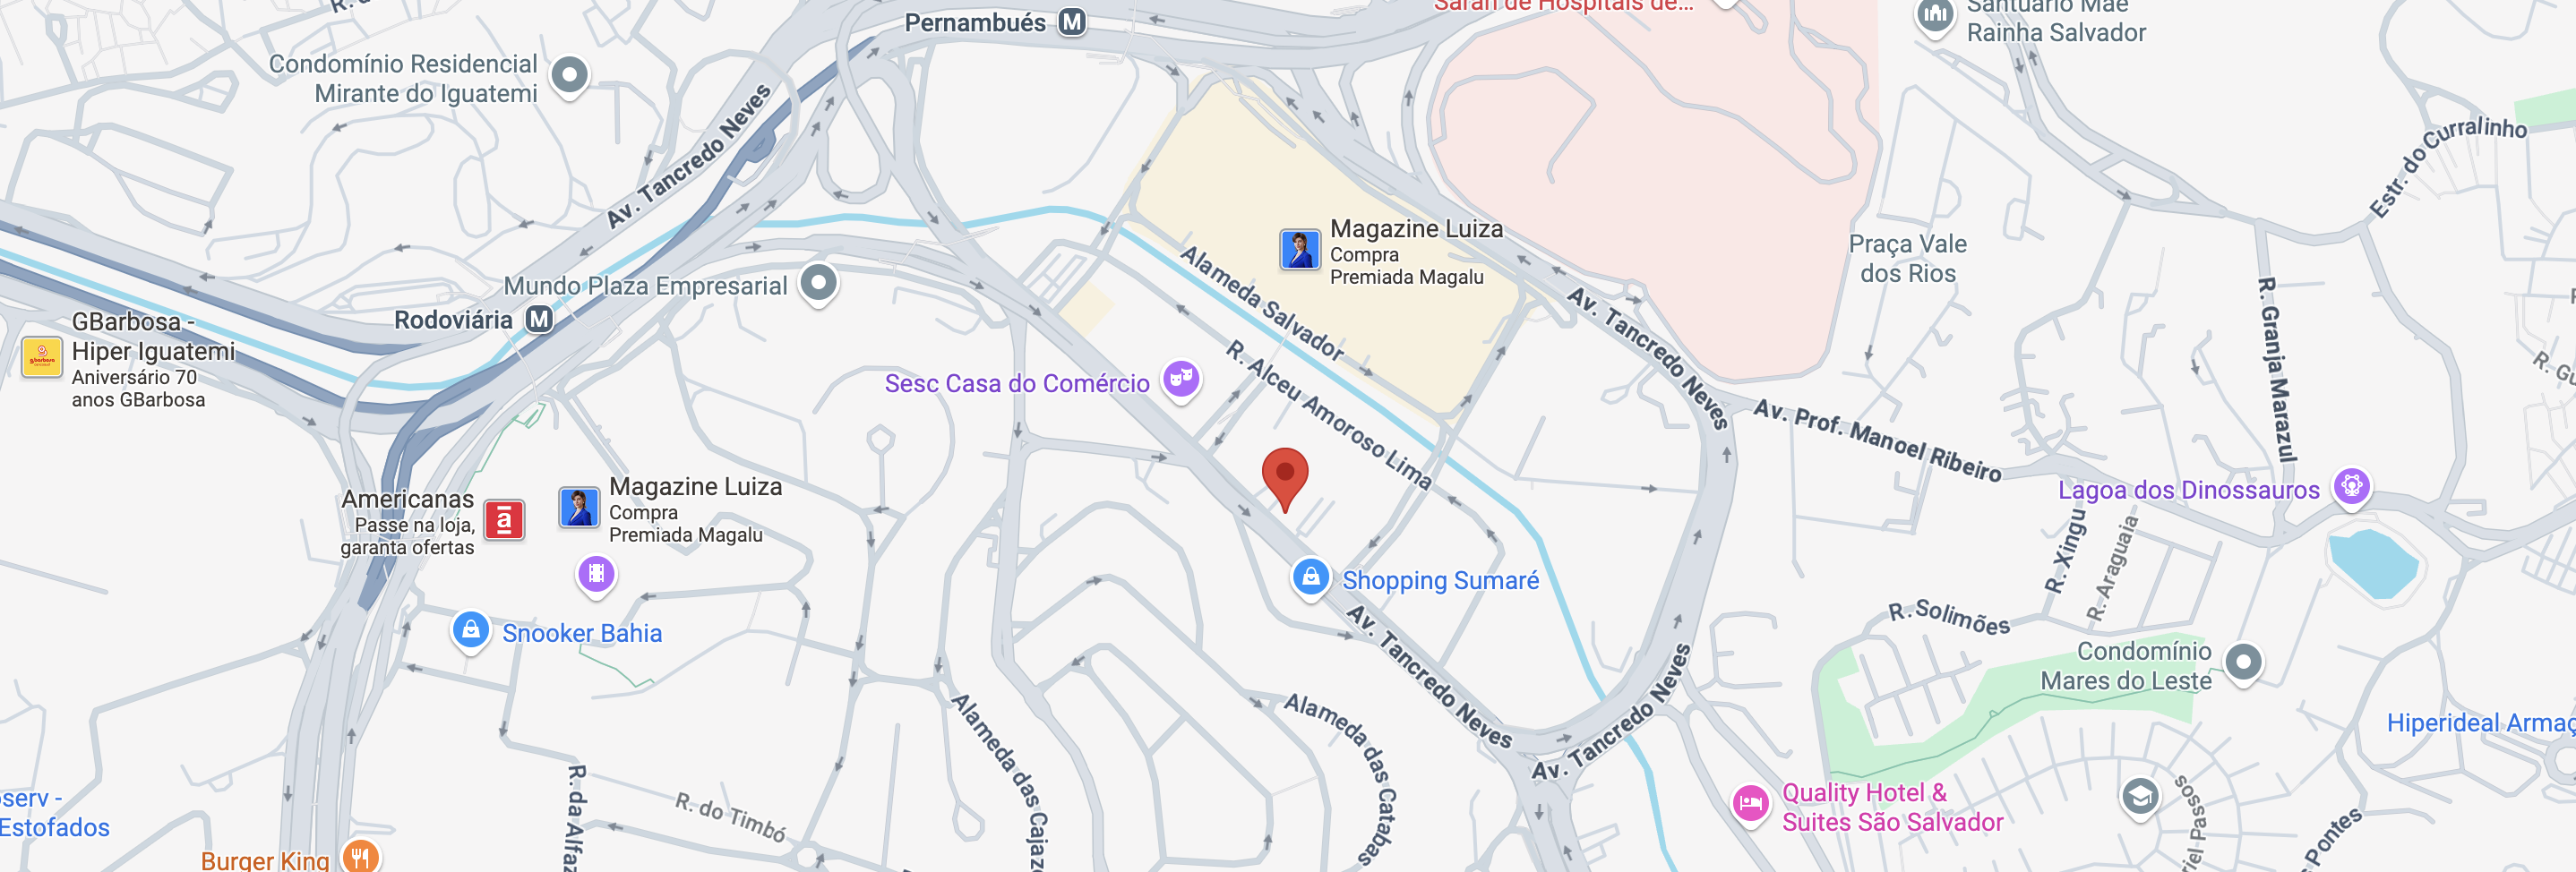 Pernambués
M
Sarah de Hospitais de...
Santuário Mãe
Rainha Salvador
Condomínio Residencial
Mirante do Iguatemi
Av. Tancredo Neves
Estr. do Curralinho
Magazine Luiza
Compra
Premiada Magalu
Praça Vale
dos Rios
Alameda Salvador
Mundo Plaza Empresarial
Rodoviária
M
GBarbosa -
Hiper Iguatemi
Aniversário 70
anos GBarbosa
Av. Tancredo Neves
R. Granja Marazul
R. Alceu Amoroso Lima
Sesc Casa do Comércio
Av. Prof. Manoel Ribeiro
Americanas
Passe na loja,
garanta ofertas
a
Magazine Luiza
Compra
Premiada Magalu
Lagoa dos Dinossauros
R. Xingu
R. Araguaia
Shopping Sumaré
R. Solimões
Snooker Bahia
Condomínio
Mares do Leste
Av. Tancredo Neves
Av. Tancredo Neves
Alameda das Cajaz
Alameda das Catabas
Hiperideal Armaç
R. da Alfaz
R. do Timbó
Quality Hotel &
Suites São Salvador
serv -
Estofados
Burger King
Pontes